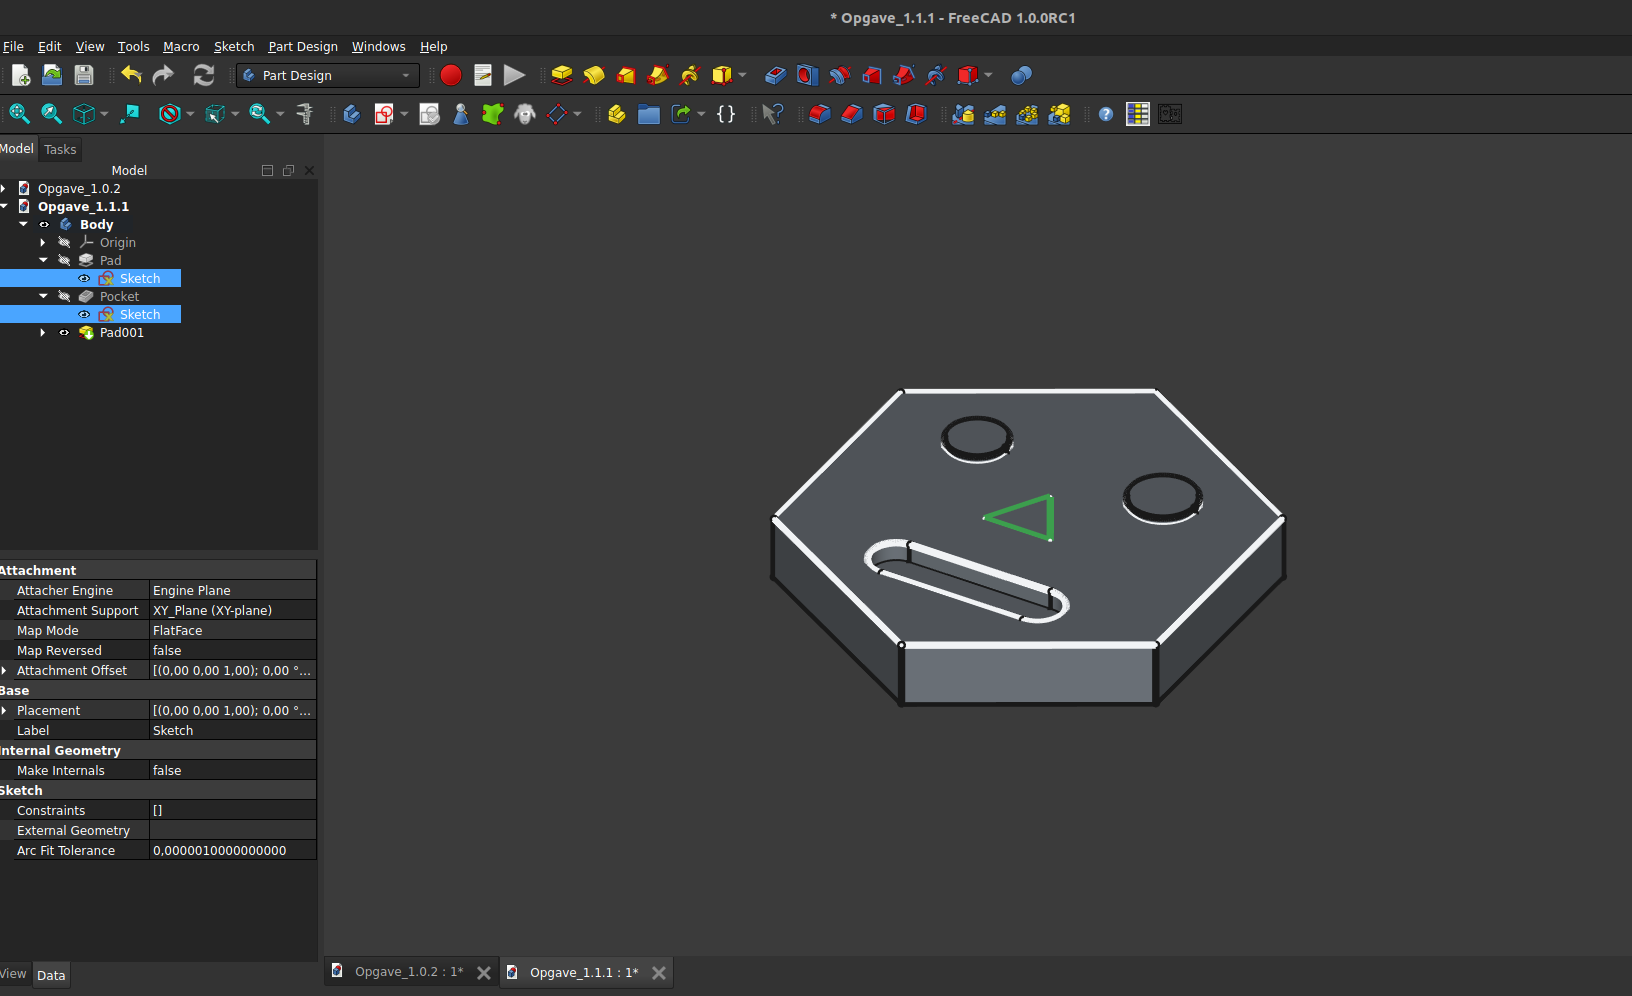 * Opgave_1.1.1 - FreeCAD 1.0.0RC1
File Edit View Tools Macro Sketch Part Design Windows Help
Part Design
Model Tasks
Model
Opgave_1.0.2
Opgave_1.1.1
Body
Origin
Pad
Sketch
Pocket
Sketch
Pad001
Attachment
Attacher Engine Engine Plane
Attachment Support XY_Plane (XY-plane)
Map Mode FlatFace
Map Reversed false
Attachment Offset [(0,00 0,00 1,00); 0,00 °...
Base
Placement [(0,00 0,00 1,00); 0,00 °...
Label Sketch
Internal Geometry
Make Internals false
Sketch
Constraints []
External Geometry
Arc Fit Tolerance 0,0000010000000000
View Data
Opgave_1.0.2 : 1* Opgave_1.1.1 : 1*